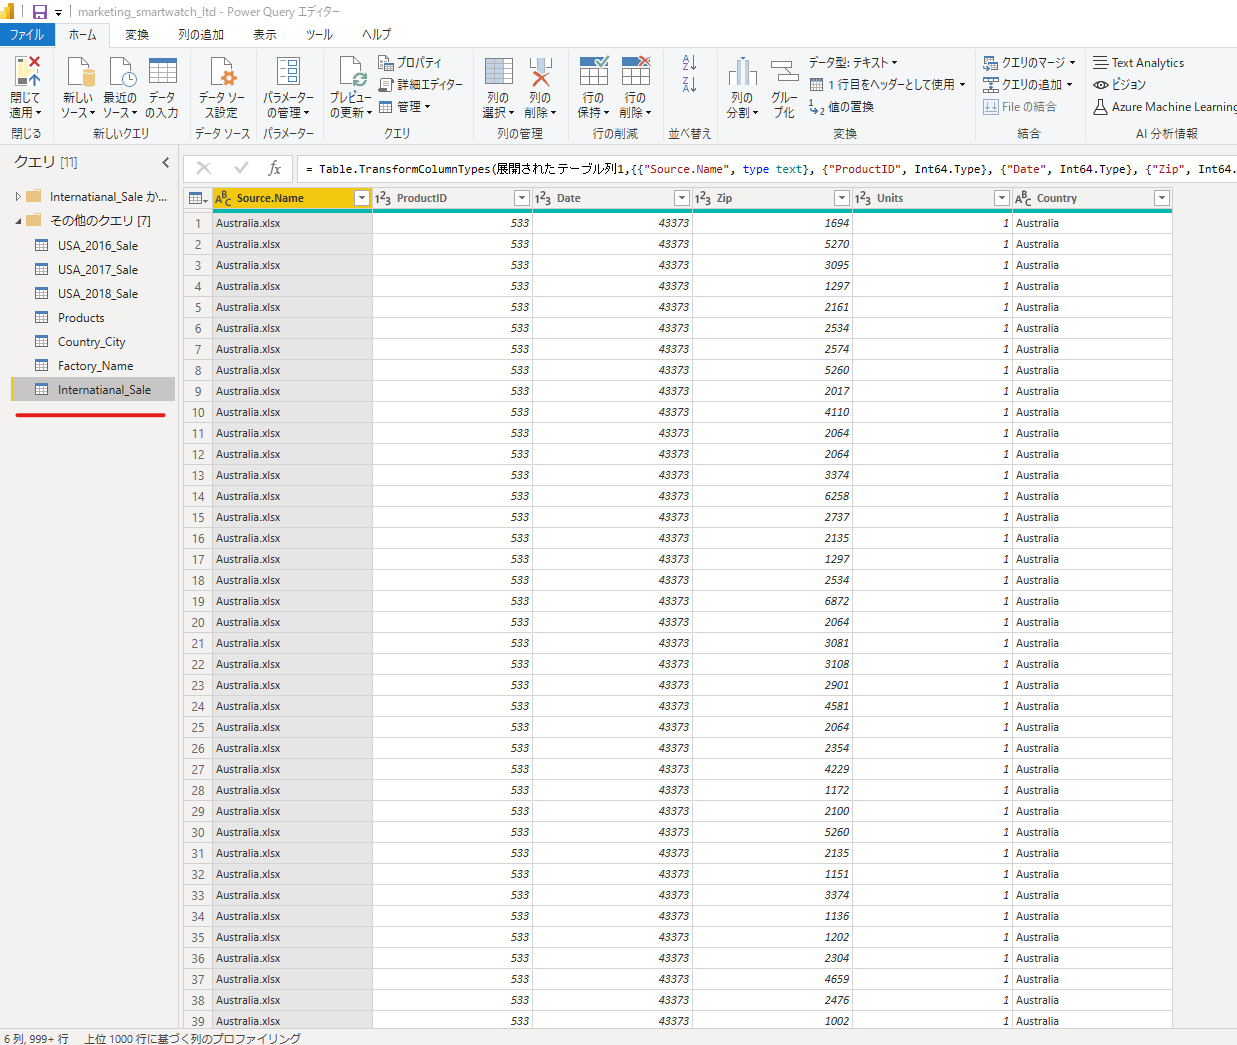 marketing_smartwatch_ltd - Power Query エディター
ファイル ホーム 変換 列の追加 表示 ツール ヘルプ
閉じて適用 新しいソース 最近のソース データの入力 データ ソース設定 パラメーターの管理 プレビューの更新 プロパティ 詳細エディター 管理 列の選択 列の削除 行の保持 行の削除 列の分割 グループ化 データ型: テキスト 1 行目をヘッダーとして使用 値の置換 クエリのマージ クエリの追加 File の結合 Text Analytics ビジョン Azure Machine Learning
閉じる 新しいクエリ データ ソース パラメーター クエリ 列の管理 行の削減 並べ替え 変換 結合 AI 分析情報
クエリ [11]
= Table.TransformColumnTypes(展開されたテーブル列1,{{"Source.Name", type text}, {"ProductID", Int64.Type}, {"Date", Int64.Type}, {"Zip", Int64.
Internatianal_Sale か...
その他のクエリ [7]
USA_2016_Sale
USA_2017_Sale
USA_2018_Sale
Products
Country_City
Factory_Name
Internatianal_Sale
Source.Name ProductID Date Zip Units Country
1 Australia.xlsx 533 43373 1694 1 Australia
2 Australia.xlsx 533 43373 5270 1 Australia
3 Australia.xlsx 533 43373 3095 1 Australia
4 Australia.xlsx 533 43373 1297 1 Australia
5 Australia.xlsx 533 43373 2161 1 Australia
6 Australia.xlsx 533 43373 2534 1 Australia
7 Australia.xlsx 533 43373 2574 1 Australia
8 Australia.xlsx 533 43373 5260 1 Australia
9 Australia.xlsx 533 43373 2017 1 Australia
10 Australia.xlsx 533 43373 4110 1 Australia
11 Australia.xlsx 533 43373 2064 1 Australia
12 Australia.xlsx 533 43373 2064 1 Australia
13 Australia.xlsx 533 43373 3374 1 Australia
14 Australia.xlsx 533 43373 6258 1 Australia
15 Australia.xlsx 533 43373 2737 1 Australia
16 Australia.xlsx 533 43373 2135 1 Australia
17 Australia.xlsx 533 43373 1297 1 Australia
18 Australia.xlsx 533 43373 2534 1 Australia
19 Australia.xlsx 533 43373 6872 1 Australia
20 Australia.xlsx 533 43373 2064 1 Australia
21 Australia.xlsx 533 43373 3081 1 Australia
22 Australia.xlsx 533 43373 3108 1 Australia
23 Australia.xlsx 533 43373 2901 1 Australia
24 Australia.xlsx 533 43373 4581 1 Australia
25 Australia.xlsx 533 43373 2064 1 Australia
26 Australia.xlsx 533 43373 2354 1 Australia
27 Australia.xlsx 533 43373 4229 1 Australia
28 Australia.xlsx 533 43373 1172 1 Australia
29 Australia.xlsx 533 43373 2100 1 Australia
30 Australia.xlsx 533 43373 5260 1 Australia
31 Australia.xlsx 533 43373 2135 1 Australia
32 Australia.xlsx 533 43373 1151 1 Australia
33 Australia.xlsx 533 43373 3374 1 Australia
34 Australia.xlsx 533 43373 1136 1 Australia
35 Australia.xlsx 533 43373 1202 1 Australia
36 Australia.xlsx 533 43373 2304 1 Australia
37 Australia.xlsx 533 43373 4659 1 Australia
38 Australia.xlsx 533 43373 2476 1 Australia
39 Australia.xlsx 533 43373 1002 1 Australia
6 列, 999+ 行 上位 1000 行に基づく列のプロファイリング